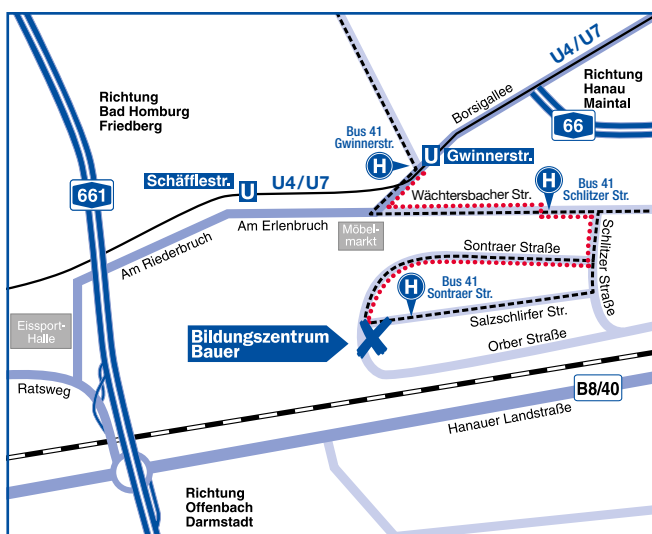 U4/U7
Richtung
Bad Homburg
Friedberg
Richtung
Hanau
Maintal
Borsigallee
66
Bus 41
Gwinnerstr.
H
U
Gwinnerstr.
Schäfflestr.
U
U4/U7
661
Wächtersbacher Str.
H
Bus 41
Schlitzer Str.
Am Erlenbruch
Möbel-
markt
Am Riederbruch
Sontraer Straße
Schlitzer Straße
H
Bus 41
Sontraer Str.
Salzschlirfer Str.
Orber Straße
Eissport-
Halle
Bildungszentrum
Bauer
Ratsweg
B8/40
Hanauer Landstraße
Richtung
Offenbach
Darmstadt